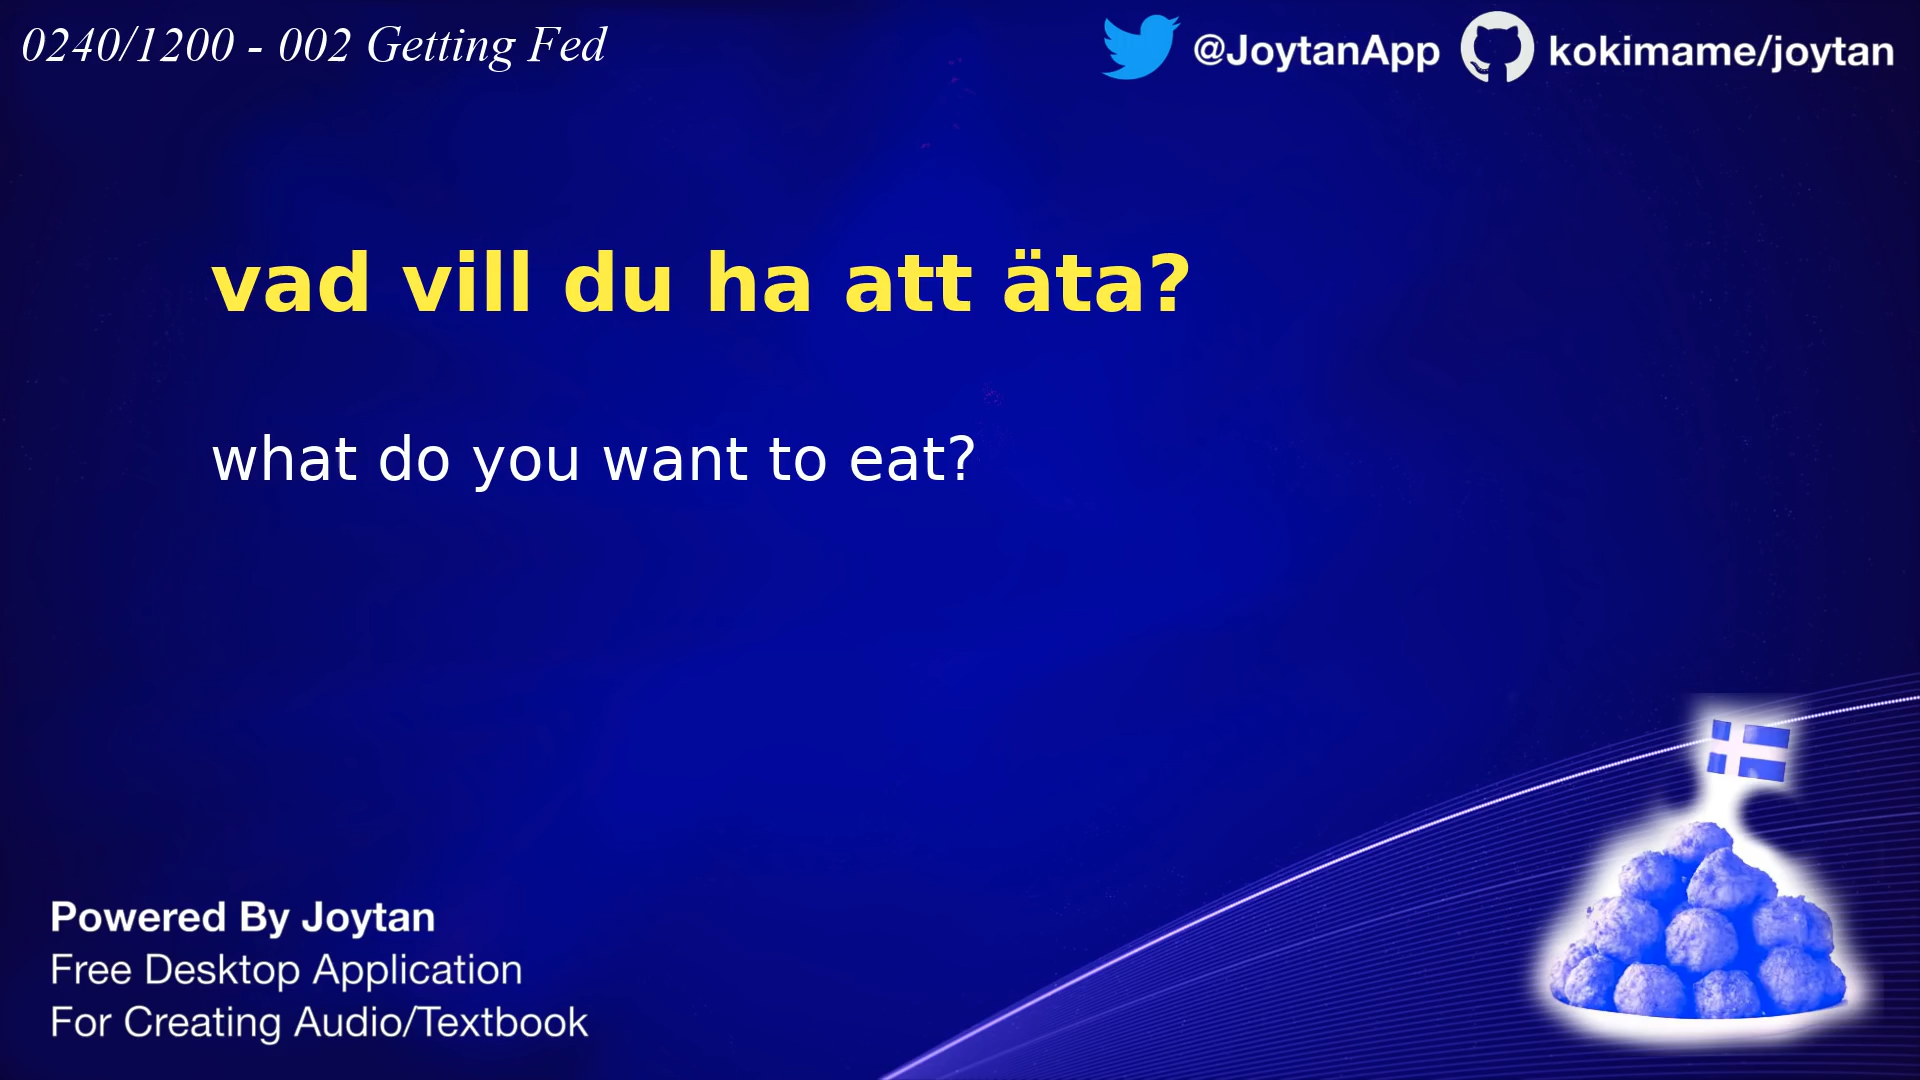 0240/1200 - 002 Getting Fed
@JoytanApp
kokimame/joytan
vad vill du ha att äta?
what do you want to eat?
Powered By Joytan
Free Desktop Application
For Creating Audio/Textbook